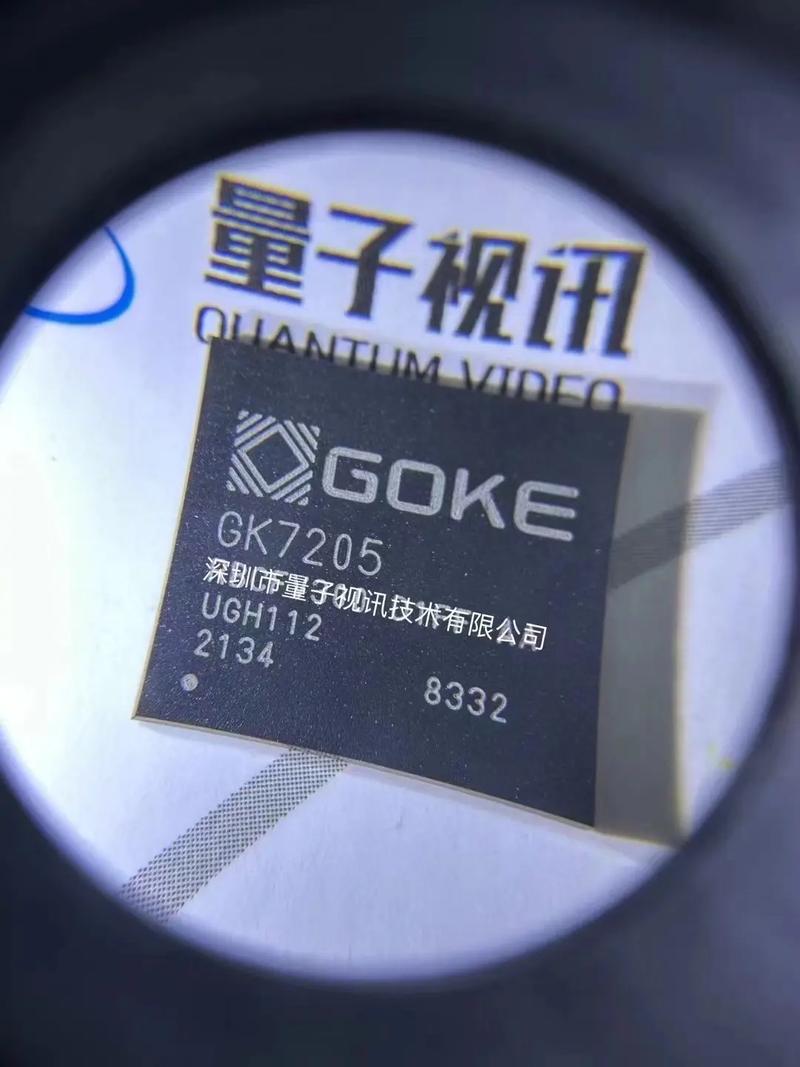 量子视讯
QUANTUM VIDEO
GOKE
GK7205
深圳市量子视讯技术有限公司
UGH112
2134
8332